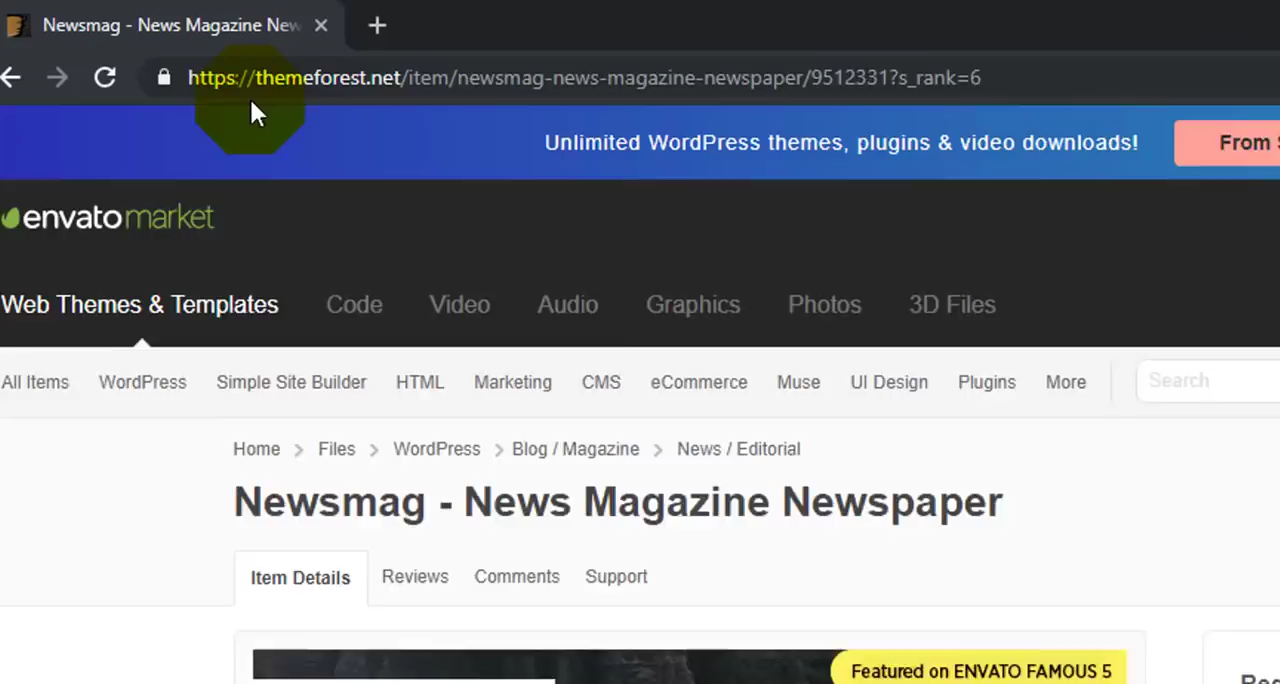 Newsmag - News Magazine New
https://themeforest.net/item/newsmag-news-magazine-newspaper/9512331?s_rank=6
Unlimited WordPress themes, plugins & video downloads! From
envatomarket
Web Themes & Templates Code Video Audio Graphics Photos 3D Files
All Items WordPress Simple Site Builder HTML Marketing CMS eCommerce Muse UI Design Plugins More Search
Home > Files > WordPress > Blog / Magazine > News / Editorial
Newsmag - News Magazine Newspaper
Item Details Reviews Comments Support
Featured on ENVATO FAMOUS 5